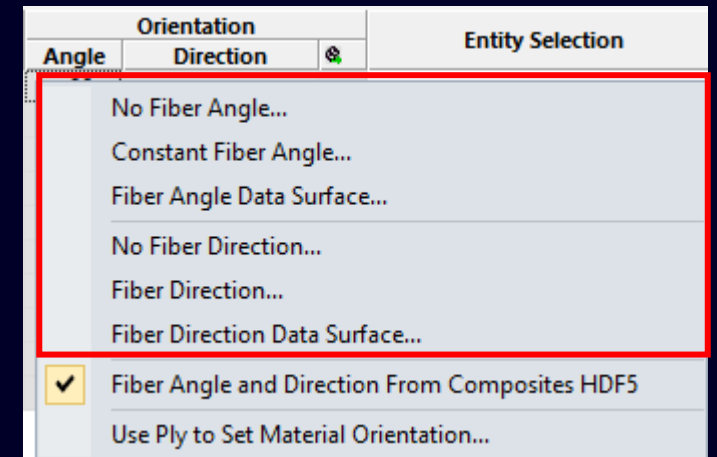 Orientation
Entity Selection
Angle Direction
No Fiber Angle...
Constant Fiber Angle...
Fiber Angle Data Surface...
No Fiber Direction...
Fiber Direction...
Fiber Direction Data Surface...
Fiber Angle and Direction From Composites HDF5
Use Ply to Set Material Orientation...